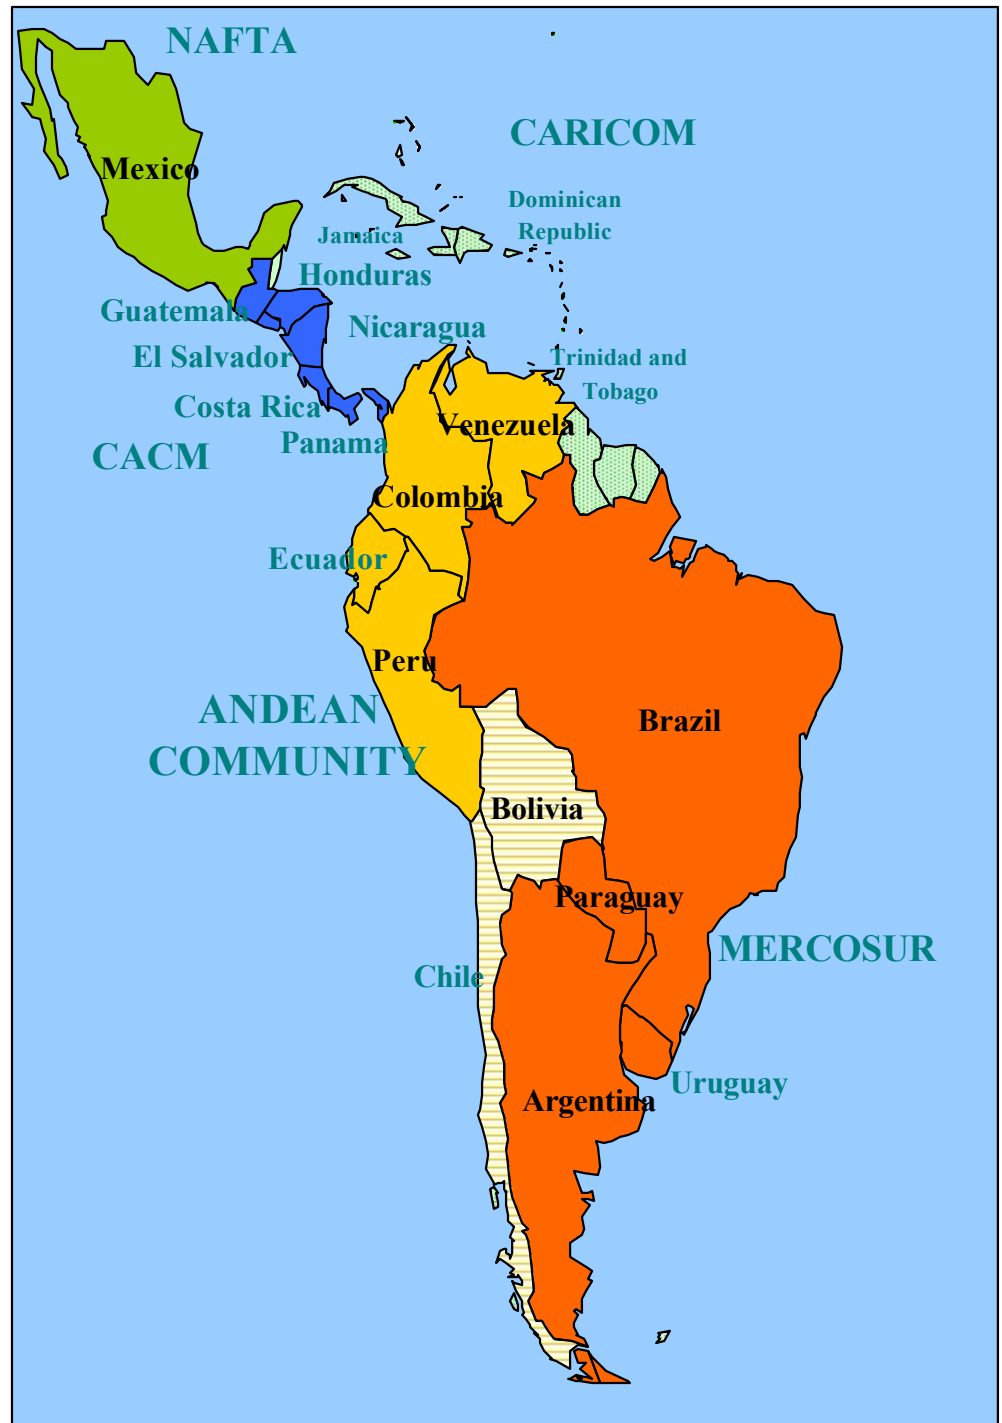 NAFTA
CARICOM
Mexico
Dominican
Republic
Jamaica
Honduras
Guatemala
Nicaragua
El Salvador
Trinidad and
Tobago
Costa Rica
Venezuela
Panama
CACM
Colombia
Ecuador
Peru
ANDEAN
COMMUNITY
Brazil
Bolivia
Paraguay
MERCOSUR
Chile
Uruguay
Argentina